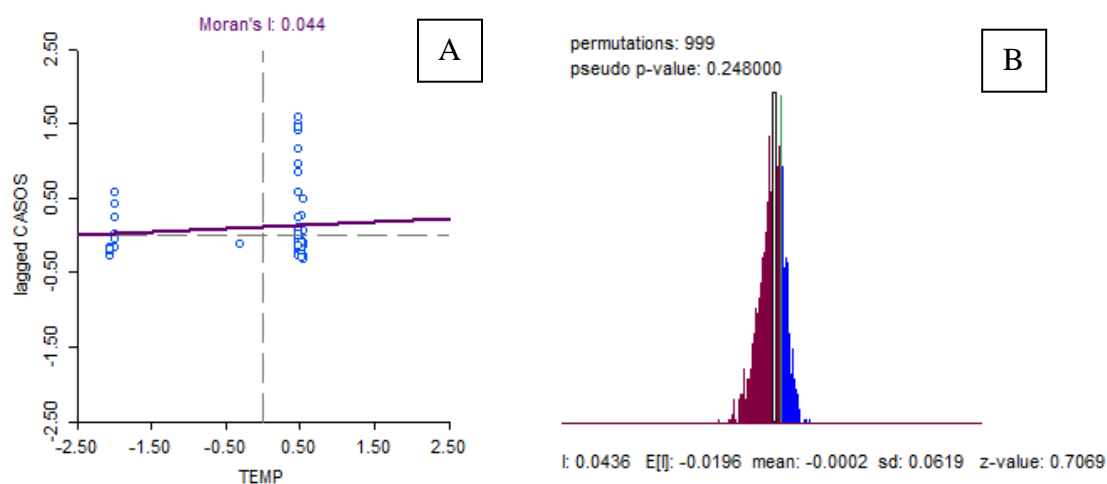 Moran's I: 0.044
A
2.50
1.50
0.50
-0.50
-1.50
-2.50
lagged CASOS
-2.50 -1.50 -0.50 0.50 1.50 2.50
TEMP
permutations: 999
pseudo p-value: 0.248000
B
I: 0.0436 E[I]: -0.0196 mean: -0.0002 sd: 0.0619 z-value: 0.7069